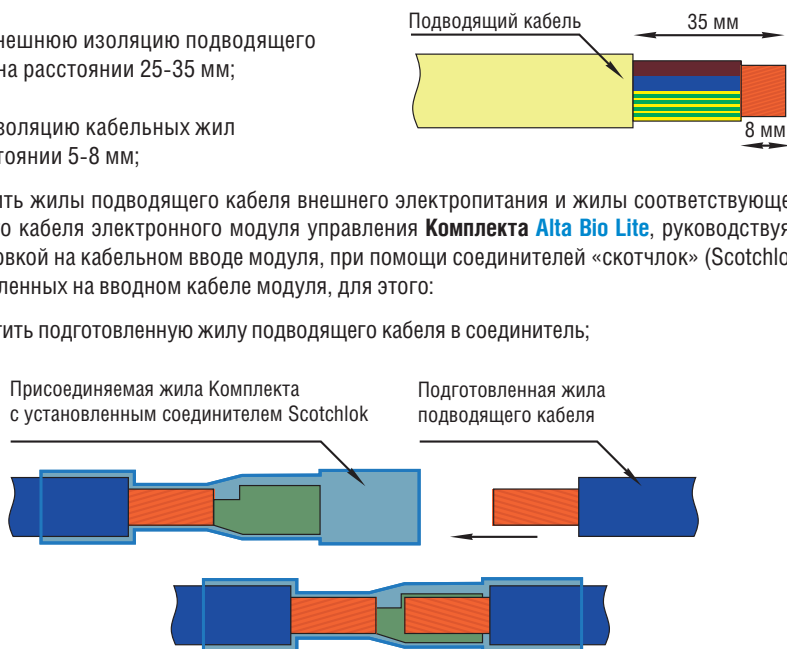 Подводящий кабель
35 мм
нешнюю изоляцию подводящего
на расстоянии 25-35 мм;
золяцию кабельных жил
стоянии 5-8 мм;
8 мм
ить жилы подводящего кабеля внешнего электропитания и жилы соответствующе
о кабеля электронного модуля управления Комплекта Alta Bio Lite, руководствуя
овкой на кабельном вводе модуля, при помощи соединителей «скотчлок» (Scotchlo
ленных на вводном кабеле модуля, для этого:
тить подготовленную жилу подводящего кабеля в соединитель;
Присоединяемая жила Комплекта
с установленным соединителем Scotchlok
Подготовленная жила
подводящего кабеля